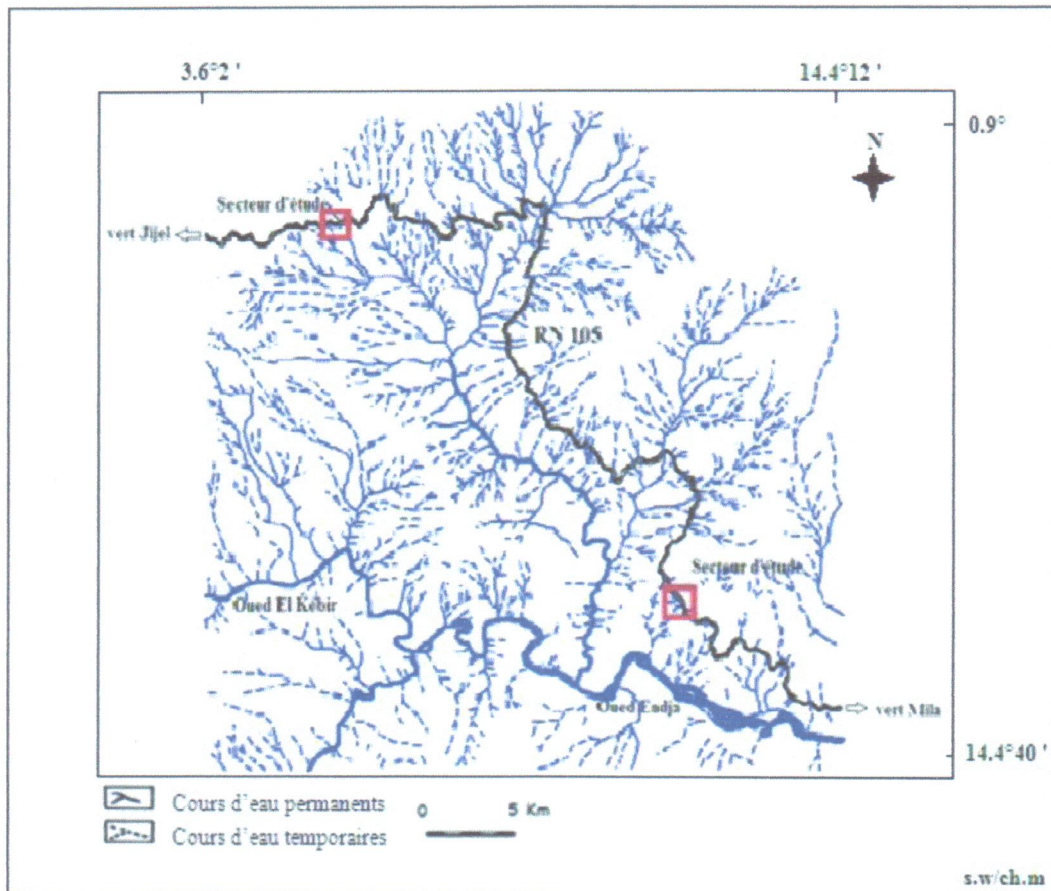 3.6°2 '
14.4°12 '
0.9°
N
Secteur d'étude
vert Jijel
RN 105
Secteur d'étude
Oued El Kébir
Oued Endja
vert Mila
14.4°40 '
Cours d'eau permanents
0 5 Km
Cours d'eau temporaires
s.w/ch.m